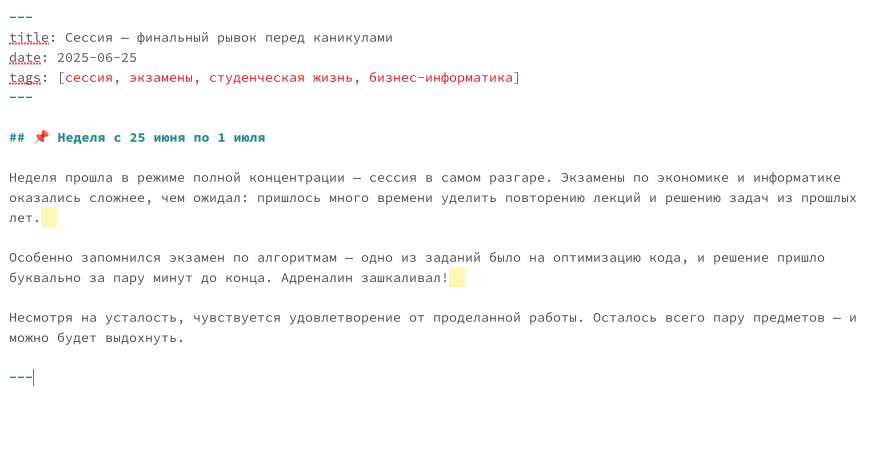 ---
title: Сессия — финальный рывок перед каникулами
date: 2025-06-25
tags: [сессия, экзамены, студенческая жизнь, бизнес-информатика]
---
## 📌 Неделя с 25 июня по 1 июля
Неделя прошла в режиме полной концентрации — сессия в самом разгаре. Экзамены по экономике и информатике
оказались сложнее, чем ожидал: пришлось много времени уделить повторению лекций и решению задач из прошлых
лет.
Особенно запомнился экзамен по алгоритмам — одно из заданий было на оптимизацию кода, и решение пришло
буквально за пару минут до конца. Адреналин зашкаливал!
Несмотря на усталость, чувствуется удовлетворение от проделанной работы. Осталось всего пару предметов — и
можно будет выдохнуть.
---